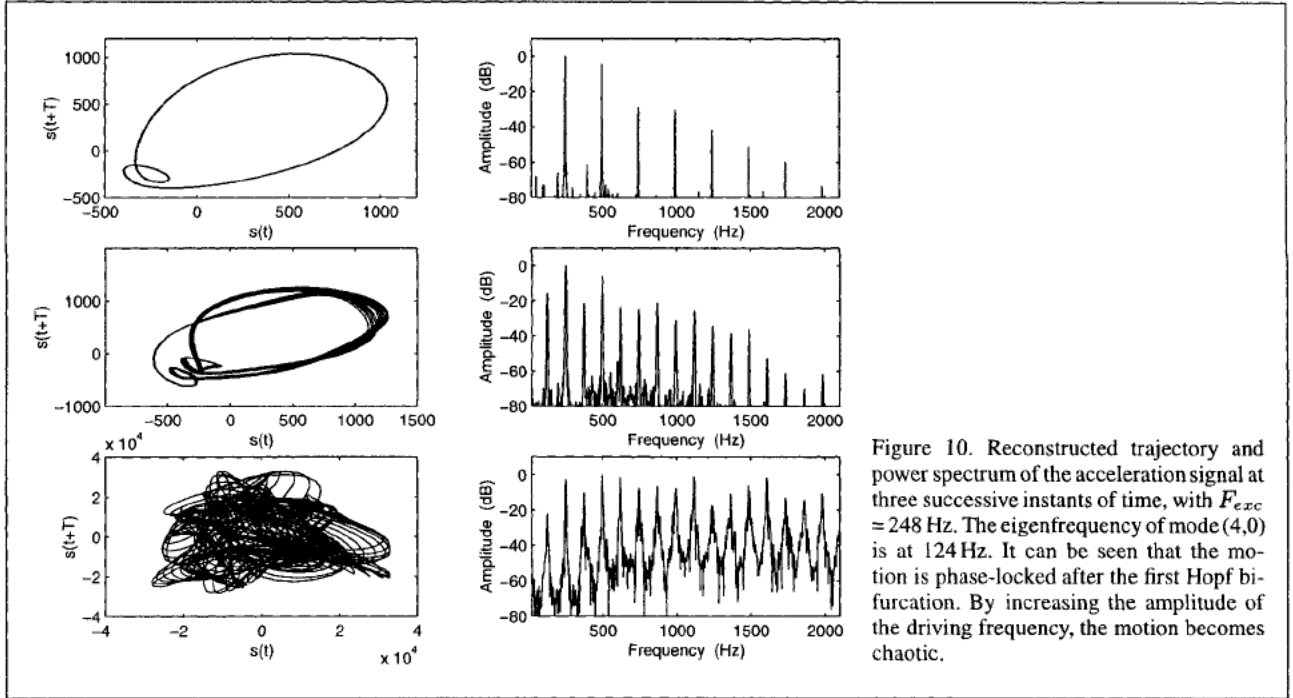 1000
500
0
-500
s(t+T)
-500
0
500
1000
s(t)
0
-20
-40
-60
-80
Amplitude (dB)
500
1000
1500
2000
Frequency (Hz)
1000
0
-1000
s(t+T)
-500
0
500
1000
1500
s(t)
0
-20
-40
-60
-80
Amplitude (dB)
500
1000
1500
2000
Frequency (Hz)
x 10⁴
4
2
0
-2
-4
s(t+T)
-4
-2
0
2
4
s(t)
x 10⁴
0
-20
-40
-60
-80
Amplitude (dB)
500
1000
1500
2000
Frequency (Hz)
Figure 10. Reconstructed trajectory and
power spectrum of the acceleration signal at
three successive instants of time, with F_exc
= 248 Hz. The eigenfrequency of mode (4,0)
is at 124 Hz. It can be seen that the mo-
tion is phase-locked after the first Hopf bi-
furcation. By increasing the amplitude of
the driving frequency, the motion becomes
chaotic.